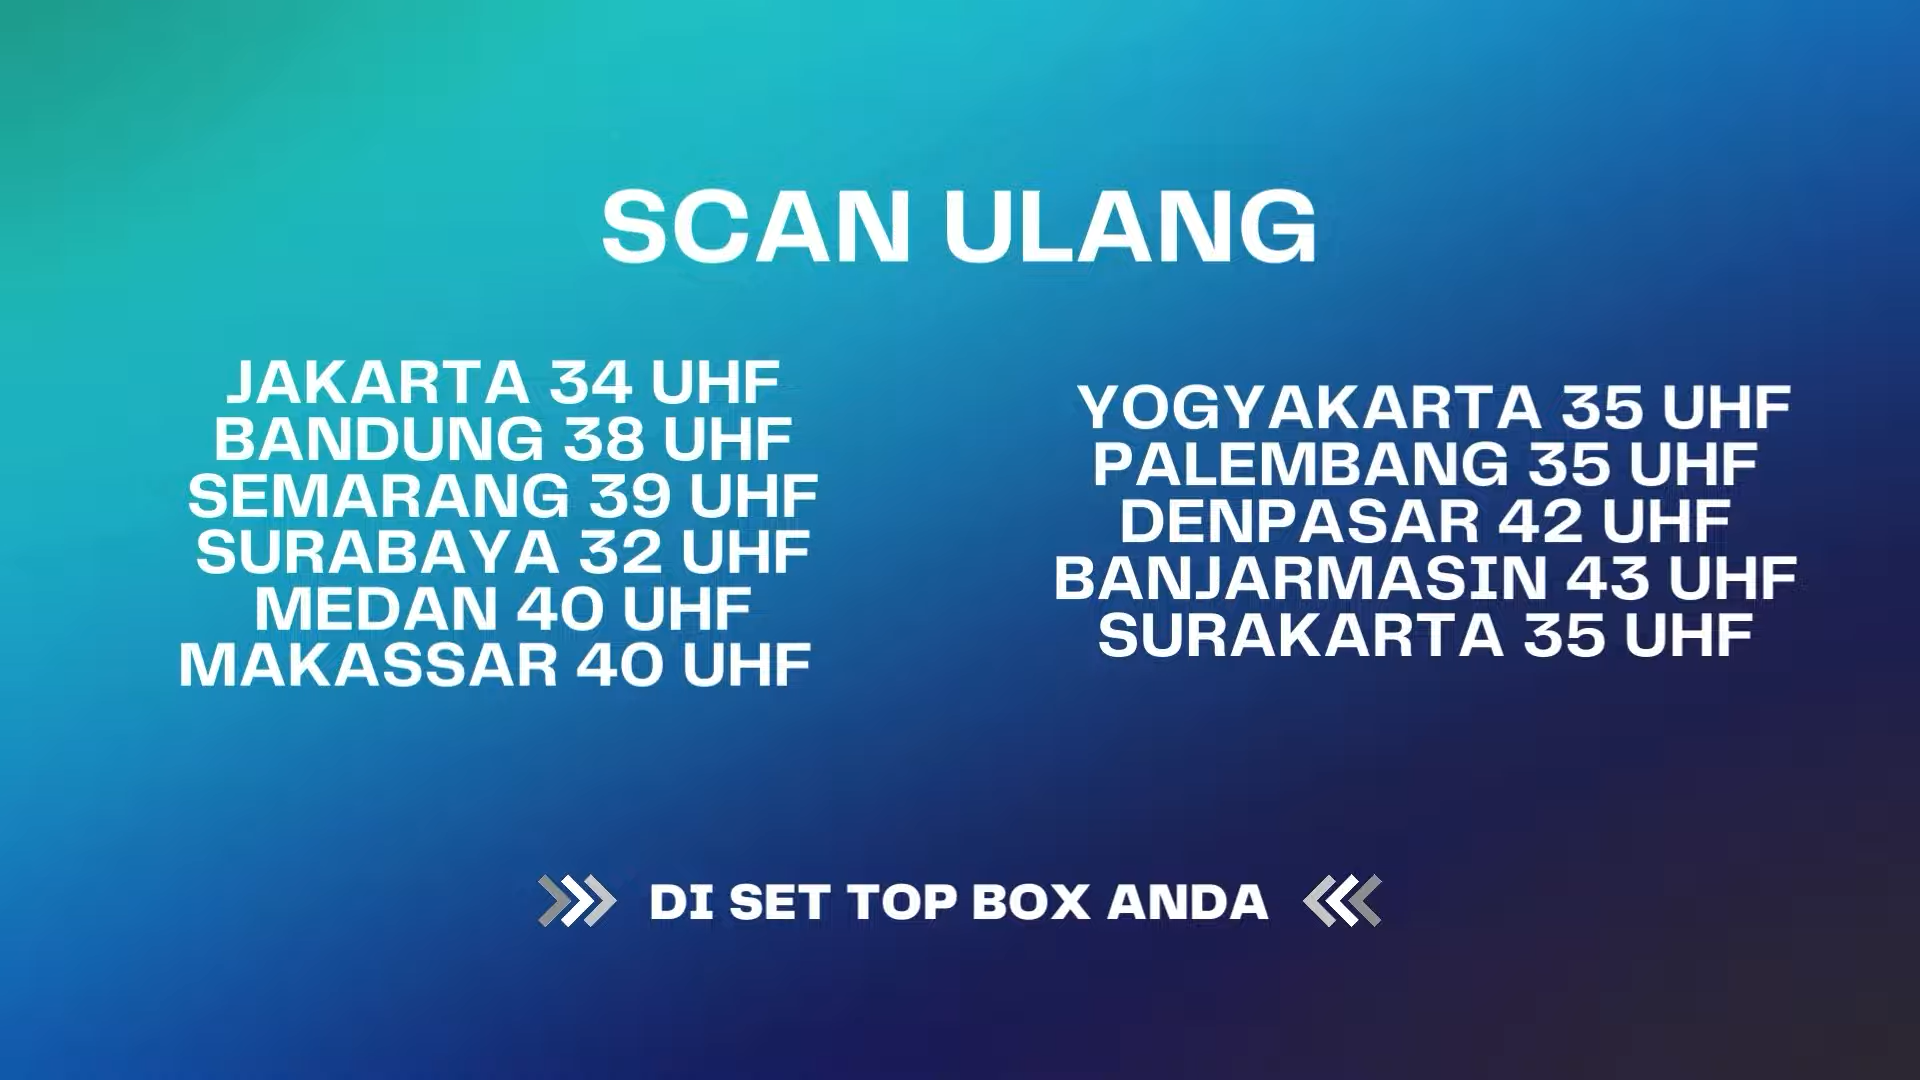 SCAN ULANG
JAKARTA 34 UHF
BANDUNG 38 UHF
SEMARANG 39 UHF
SURABAYA 32 UHF
MEDAN 40 UHF
MAKASSAR 40 UHF
YOGYAKARTA 35 UHF
PALEMBANG 35 UHF
DENPASAR 42 UHF
BANJARMASIN 43 UHF
SURAKARTA 35 UHF
DI SET TOP BOX ANDA